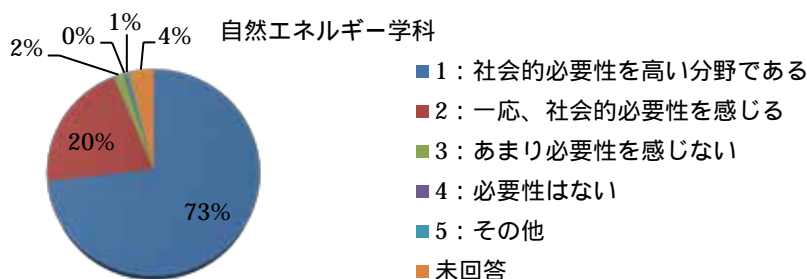 自然エネルギー学科
2%
0%
1%
4%
20%
73%
1：社会的必要性を高い分野である
2：一応、社会的必要性を感じる
3：あまり必要性を感じない
4：必要性はない
5：その他
未回答